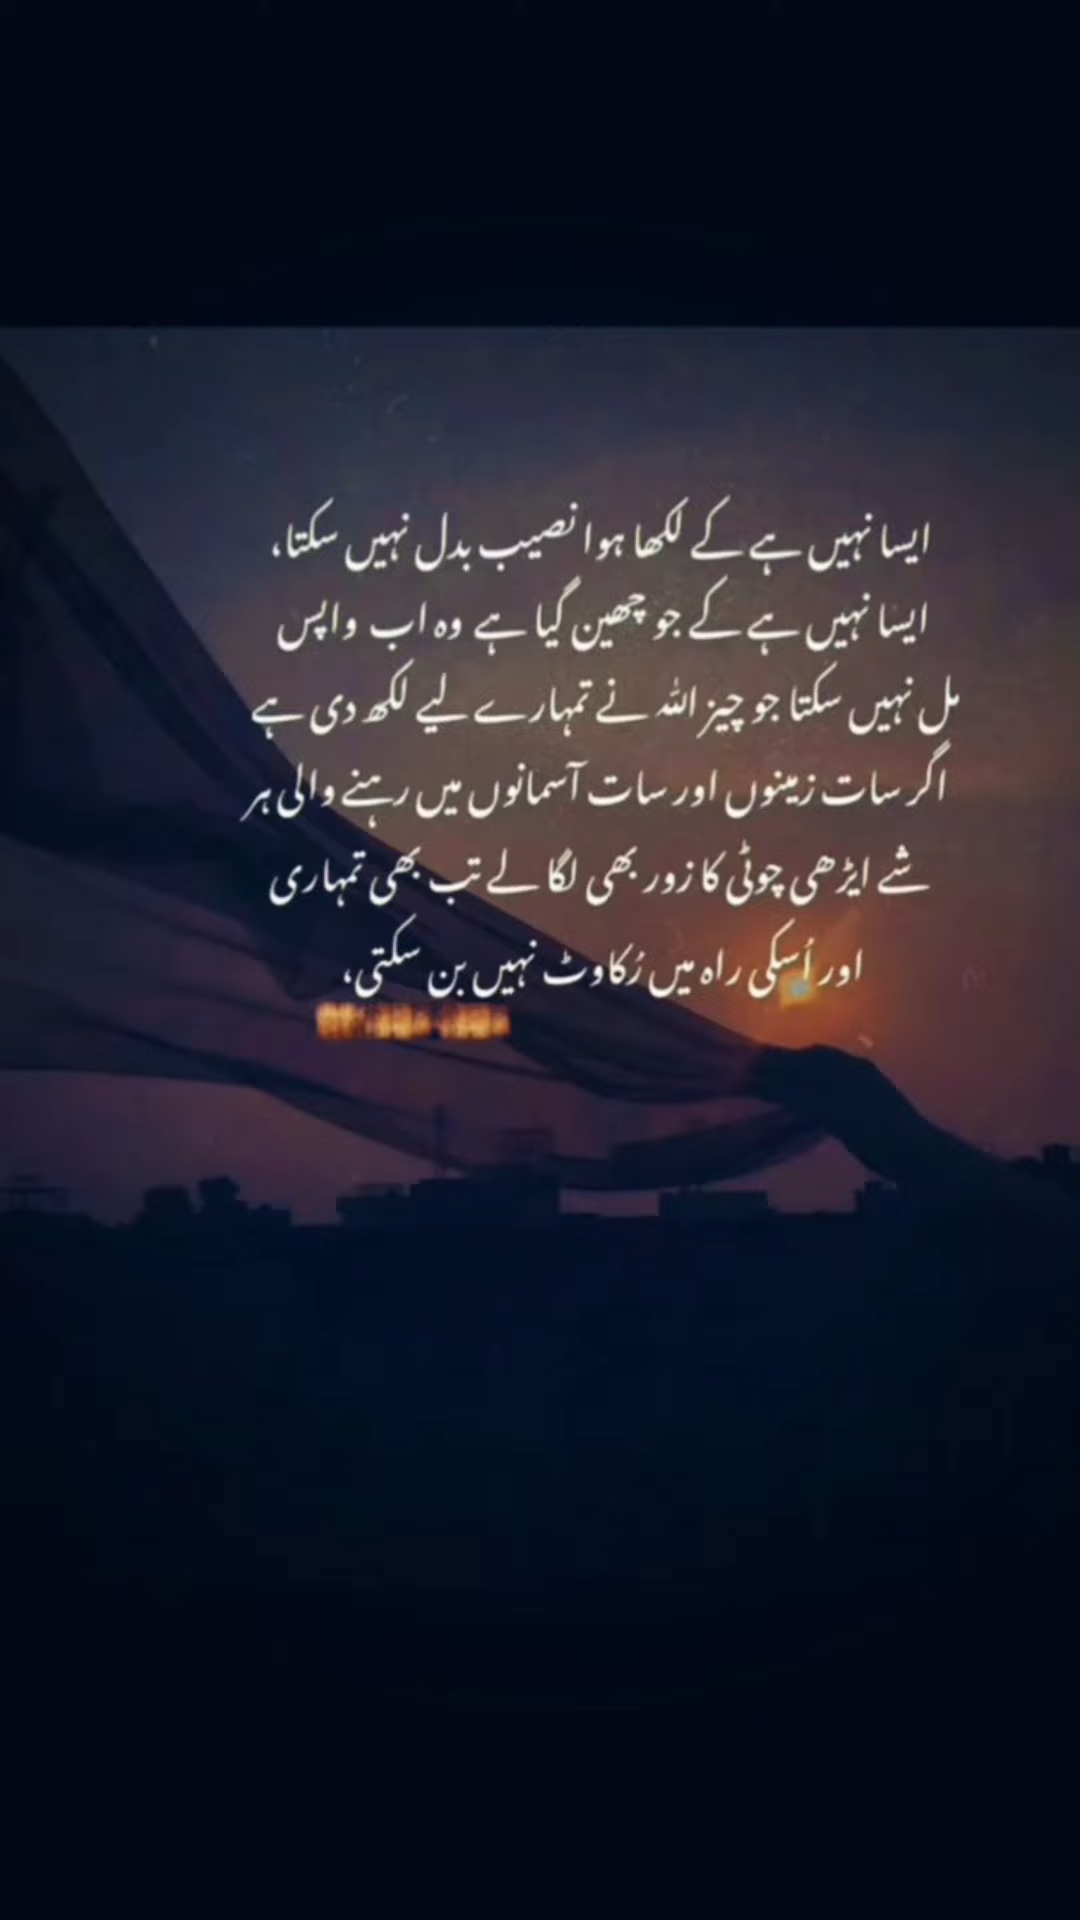 ایسا نہیں ہے کے لکھا ہوا نصیب بدل نہیں سکتا،
ایسا نہیں ہے کے جو چھین گیا ہے وہ اب واپس
مل نہیں سکتا جو چیز اللہ نے تمہارے لیے لکھ دی ہے
اگر سات زمینوں اور سات آسمانوں میں رہنے والی ہر
شے ایڑھی چوٹی کا زور بھی لگا لے تب بھی تمہاری
اور اُسکی راہ میں رُکاوٹ نہیں بن سکتی،